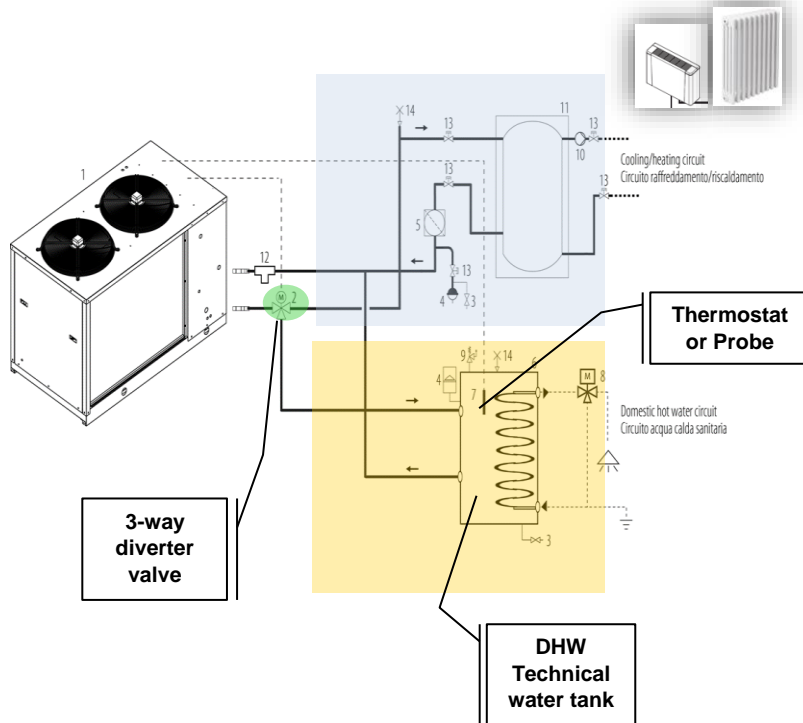 14
13
11
13
10
13
Cooling/heating circuit
Circuito raffreddamento/riscaldamento
13
1
5
12
13
4
3
M
2
Thermostat
or Probe
9
14
6
4
7
M
8
Domestic hot water circuit
Circuito acqua calda sanitaria
3-way
diverter
valve
3
DHW
Technical
water tank